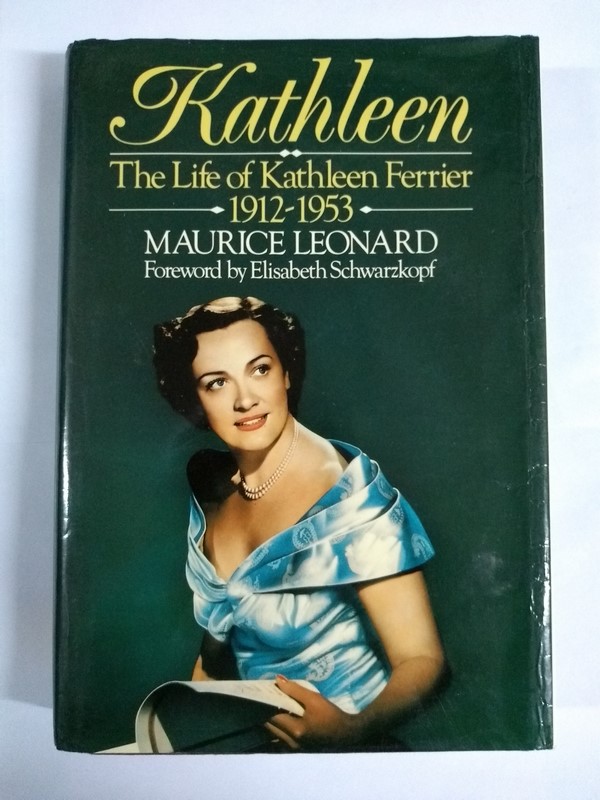 Kathleen
The Life of Kathleen Ferrier
1912-1953
MAURICE LEONARD
Foreword by Elisabeth Schwarzkopf